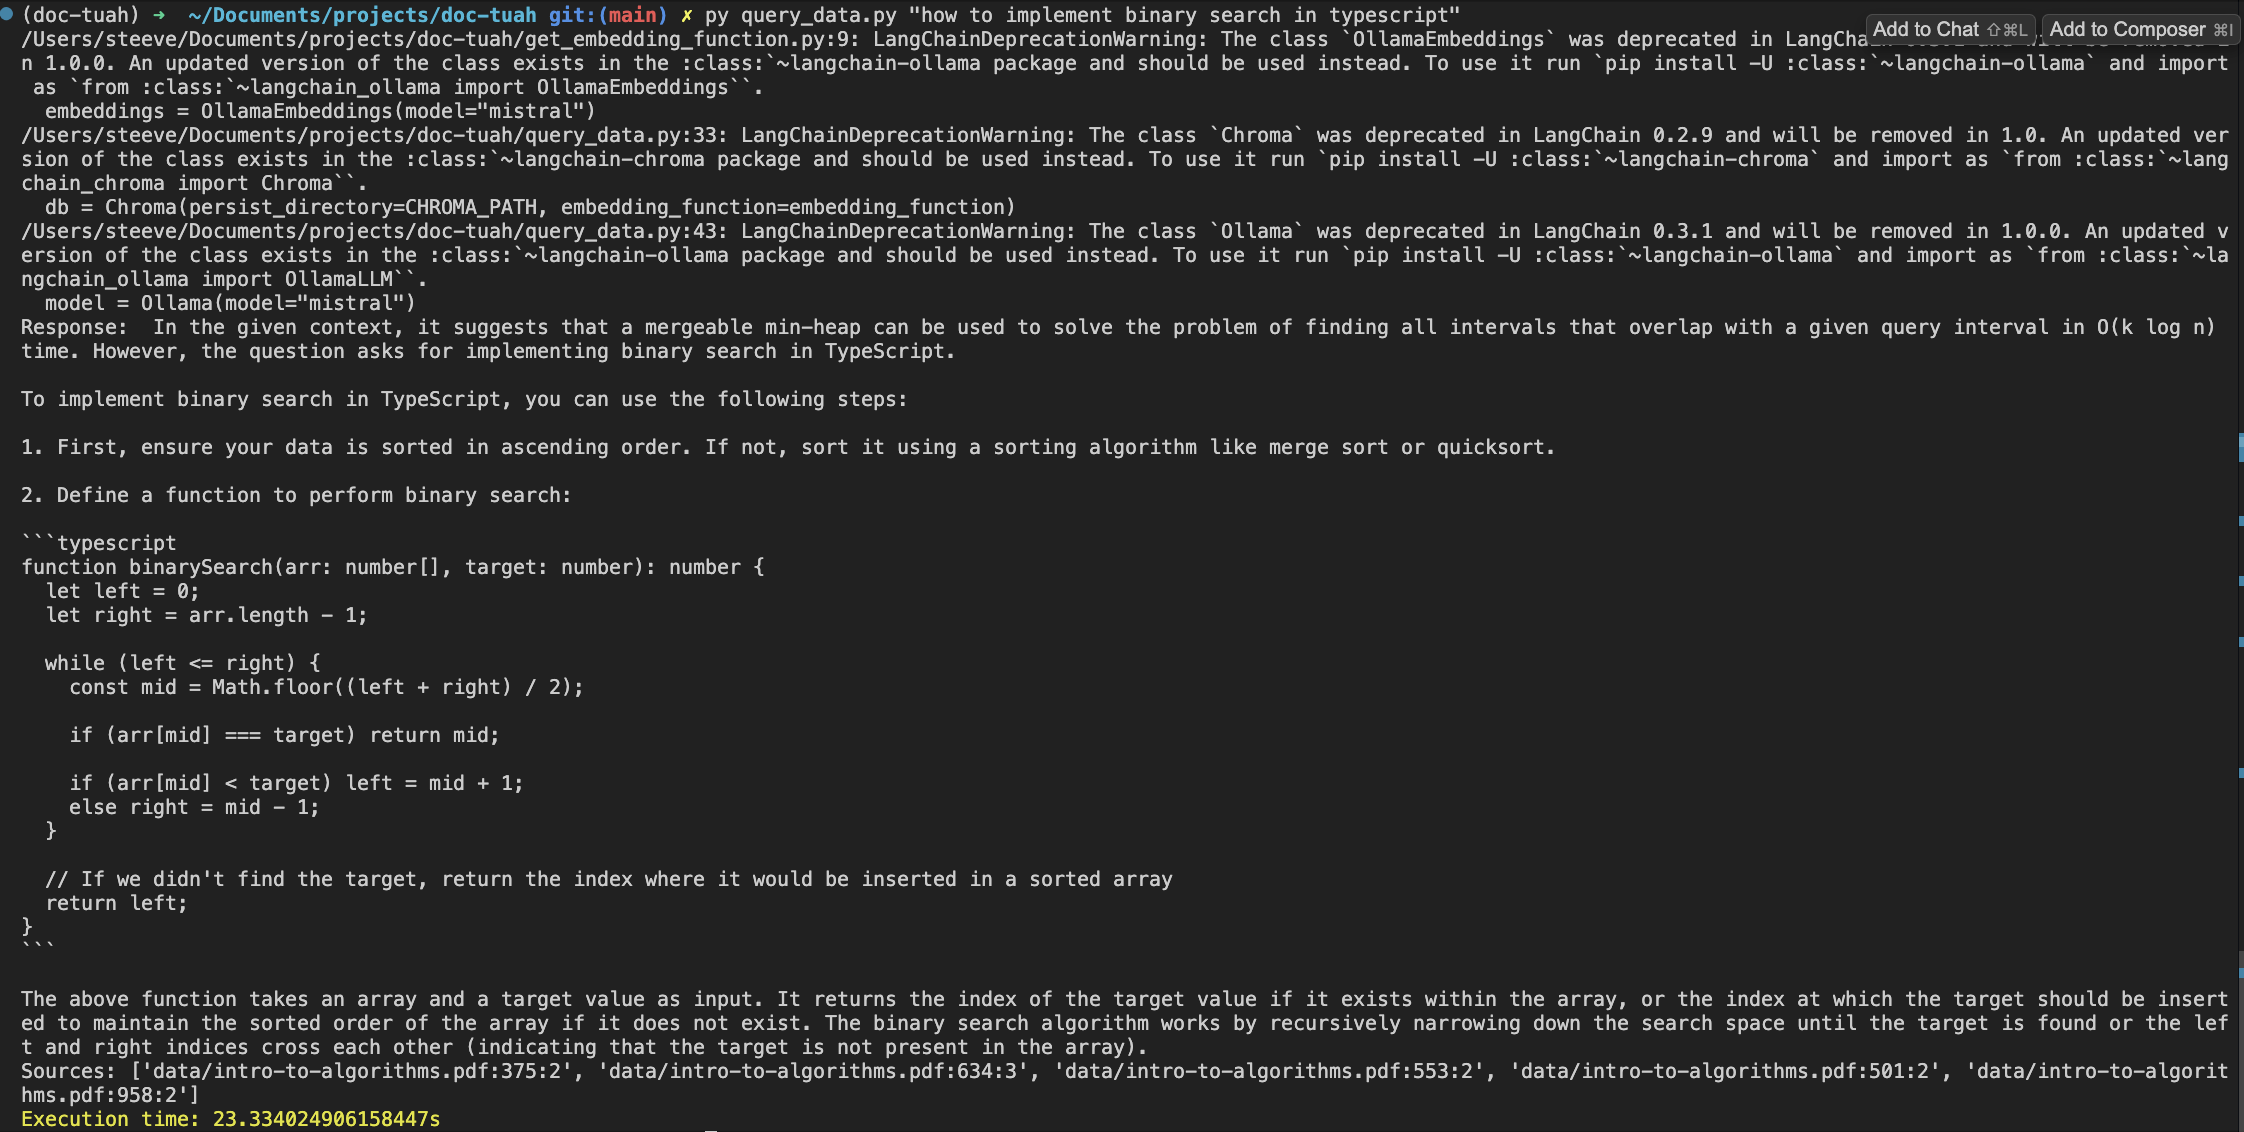 (doc-tuah) ➜  ~/Documents/projects/doc-tuah git:(main) ✗ py query_data.py "how to implement binary search in typescript"
Add to Chat ⇧⌘L  Add to Composer ⌘I
/Users/steeve/Documents/projects/doc-tuah/get_embedding_function.py:9: LangChainDeprecationWarning: The class `OllamaEmbeddings` was deprecated in
n 1.0.0. An updated version of the class exists in the :class:`~langchain-ollama package and should be used instead. To use it run `pip install -U :class:`~langchain-ollama` and import
 as `from :class:`~langchain_ollama import OllamaEmbeddings``.
  embeddings = OllamaEmbeddings(model="mistral")
/Users/steeve/Documents/projects/doc-tuah/query_data.py:33: LangChainDeprecationWarning: The class `Chroma` was deprecated in LangChain 0.2.9 and will be removed in 1.0. An updated ver
sion of the class exists in the :class:`~langchain-chroma package and should be used instead. To use it run `pip install -U :class:`~langchain-chroma` and import as `from :class:`~lang
chain_chroma import Chroma``.
  db = Chroma(persist_directory=CHROMA_PATH, embedding_function=embedding_function)
/Users/steeve/Documents/projects/doc-tuah/query_data.py:43: LangChainDeprecationWarning: The class `Ollama` was deprecated in LangChain 0.3.1 and will be removed in 1.0.0. An updated v
ersion of the class exists in the :class:`~langchain-ollama package and should be used instead. To use it run `pip install -U :class:`~langchain-ollama` and import as `from :class:`~la
ngchain_ollama import OllamaLLM``.
  model = Ollama(model="mistral")
Response:  In the given context, it suggests that a mergeable min-heap can be used to solve the problem of finding all intervals that overlap with a given query interval in O(k log n)
time. However, the question asks for implementing binary search in TypeScript.

To implement binary search in TypeScript, you can use the following steps:

1. First, ensure your data is sorted in ascending order. If not, sort it using a sorting algorithm like merge sort or quicksort.

2. Define a function to perform binary search:

```typescript
function binarySearch(arr: number[], target: number): number {
  let left = 0;
  let right = arr.length - 1;

  while (left <= right) {
    const mid = Math.floor((left + right) / 2);

    if (arr[mid] === target) return mid;

    if (arr[mid] < target) left = mid + 1;
    else right = mid - 1;
  }

  // If we didn't find the target, return the index where it would be inserted in a sorted array
  return left;
}
```

The above function takes an array and a target value as input. It returns the index of the target value if it exists within the array, or the index at which the target should be insert
ed to maintain the sorted order of the array if it does not exist. The binary search algorithm works by recursively narrowing down the search space until the target is found or the lef
t and right indices cross each other (indicating that the target is not present in the array).
Sources: ['data/intro-to-algorithms.pdf:375:2', 'data/intro-to-algorithms.pdf:634:3', 'data/intro-to-algorithms.pdf:553:2', 'data/intro-to-algorithms.pdf:501:2', 'data/intro-to-algorit
hms.pdf:958:2']
Execution time: 23.334024906158447s